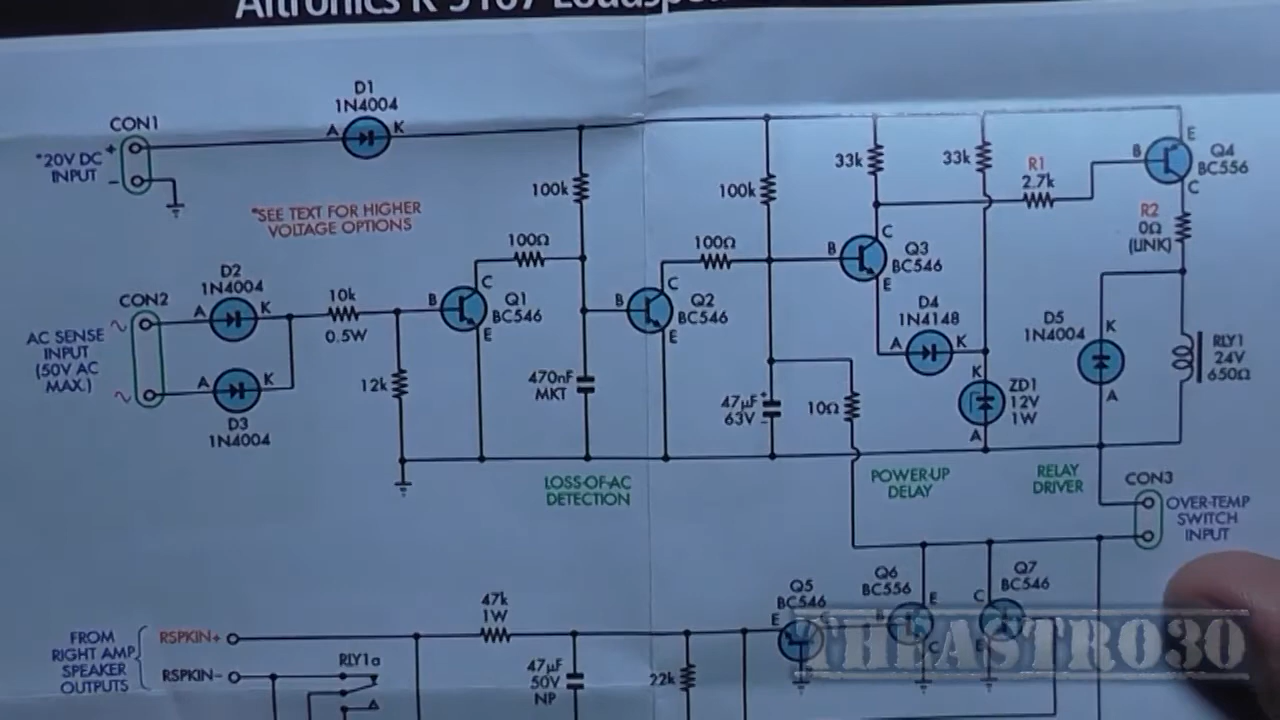 Altronics K 5167 Loudspe
CON1
+
*20V DC
INPUT
–
D1
1N4004
A
K
*SEE TEXT FOR HIGHER
VOLTAGE OPTIONS
CON2
~
AC SENSE
INPUT
(50V AC
MAX.)
~
D2
1N4004
A
K
A
K
D3
1N4004
10k
0.5W
12k
100k
100Ω
B
C
E
Q1
BC546
470nF
MKT
LOSS-OF-AC
DETECTION
100k
100Ω
B
C
E
Q2
BC546
47µF
63V
+
–
10Ω
33k
33k
B
C
E
Q3
BC546
D4
1N4148
A
K
K
A
ZD1
12V
1W
POWER-UP
DELAY
R1
2.7k
B
E
C
Q4
BC556
R2
0Ω
(LINK)
D5
1N4004
K
A
RLY1
24V
650Ω
RELAY
DRIVER
CON3
OVER-TEMP
SWITCH
INPUT
FROM
RIGHT AMP
SPEAKER
OUTPUTS
RSPKIN+
RSPKIN–
RLY1a
47k
1W
47µF
50V
NP
22k
Q5
BC546
E
Q6
BC556
E
C
Q7
BC546
C
THEASTRO30